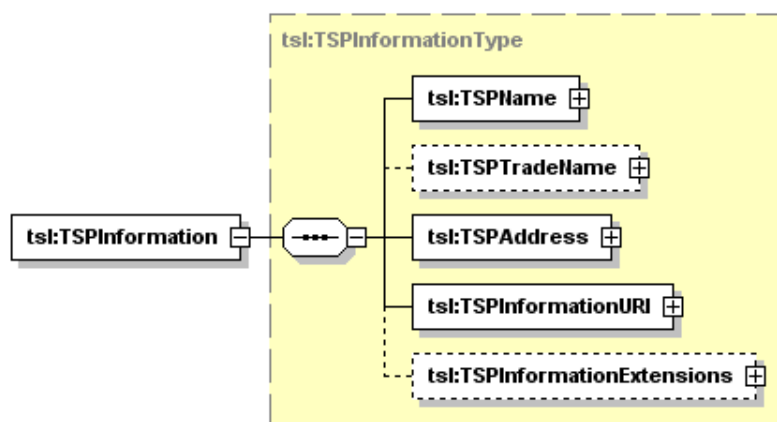 tsl:TSPInformationType
tsl:TSPName
tsl:TSPTradeName
tsl:TSPInformation
tsl:TSPAddress
tsl:TSPInformationURI
tsl:TSPInformationExtensions